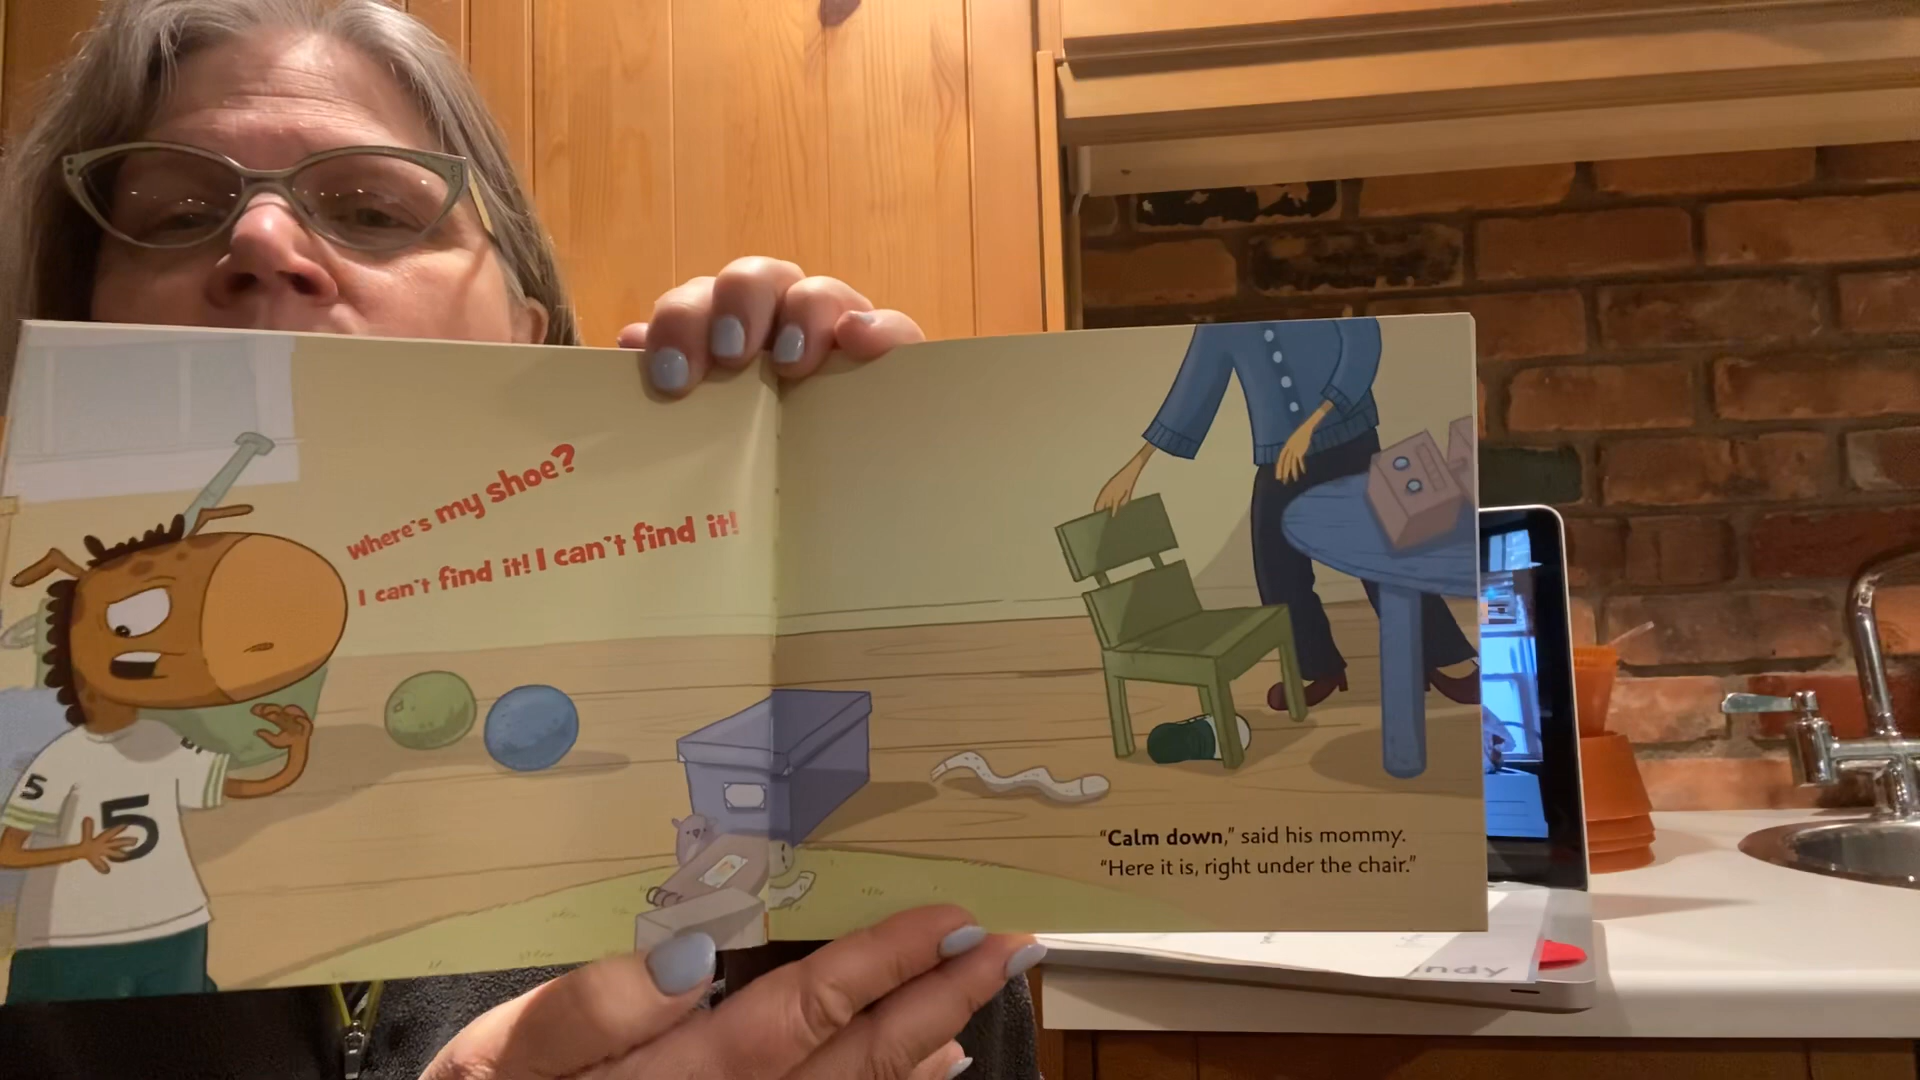 Where's my shoe?
I can't find it! I can't find it!
5
5
"Calm down," said his mommy.
"Here it is, right under the chair."
ndy